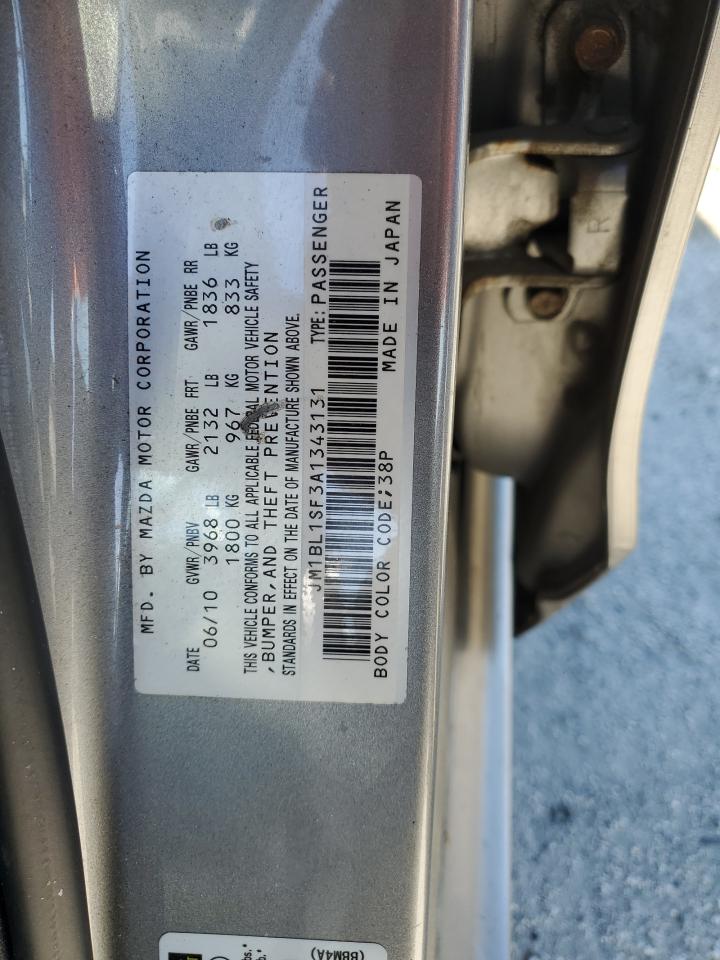 MFD. BY MAZDA MOTOR CORPORATION
DATE GVWR/PNBV GAWR/PNBE FRT GAWR/PNBE RR
06/10 3968 LB 2132 LB 1836 LB
1800 KG 967 KG 833 KG
THIS VEHICLE CONFORMS TO ALL APPLICABLE FEDERAL MOTOR VEHICLE SAFETY
,BUMPER,AND THEFT PREVENTION
STANDARDS IN EFFECT ON THE DATE OF MANUFACTURE SHOWN ABOVE.
JM1BL1SF3A1343131 TYPE:PASSENGER
BODY COLOR CODE;38P MADE IN JAPAN
R
(BBM4A)